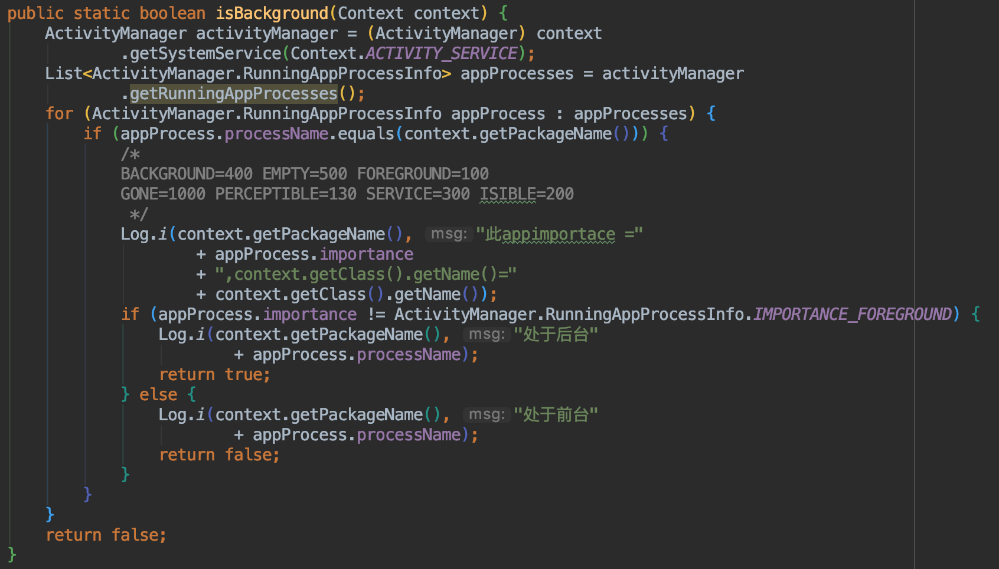 public static boolean isBackground(Context context) {
    ActivityManager activityManager = (ActivityManager) context
            .getSystemService(Context.ACTIVITY_SERVICE);
    List<ActivityManager.RunningAppProcessInfo> appProcesses = activityManager
            .getRunningAppProcesses();
    for (ActivityManager.RunningAppProcessInfo appProcess : appProcesses) {
        if (appProcess.processName.equals(context.getPackageName())) {
            /*
            BACKGROUND=400 EMPTY=500 FOREGROUND=100
            GONE=1000 PERCEPTIBLE=130 SERVICE=300 ISIBLE=200
             */
            Log.i(context.getPackageName(), msg: "此appimportace ="
                    + appProcess.importance
                    + ",context.getClass().getName()="
                    + context.getClass().getName());
            if (appProcess.importance != ActivityManager.RunningAppProcessInfo.IMPORTANCE_FOREGROUND) {
                Log.i(context.getPackageName(), msg: "处于后台"
                        + appProcess.processName);
                return true;
            } else {
                Log.i(context.getPackageName(), msg: "处于前台"
                        + appProcess.processName);
                return false;
            }
        }
    }
    return false;
}